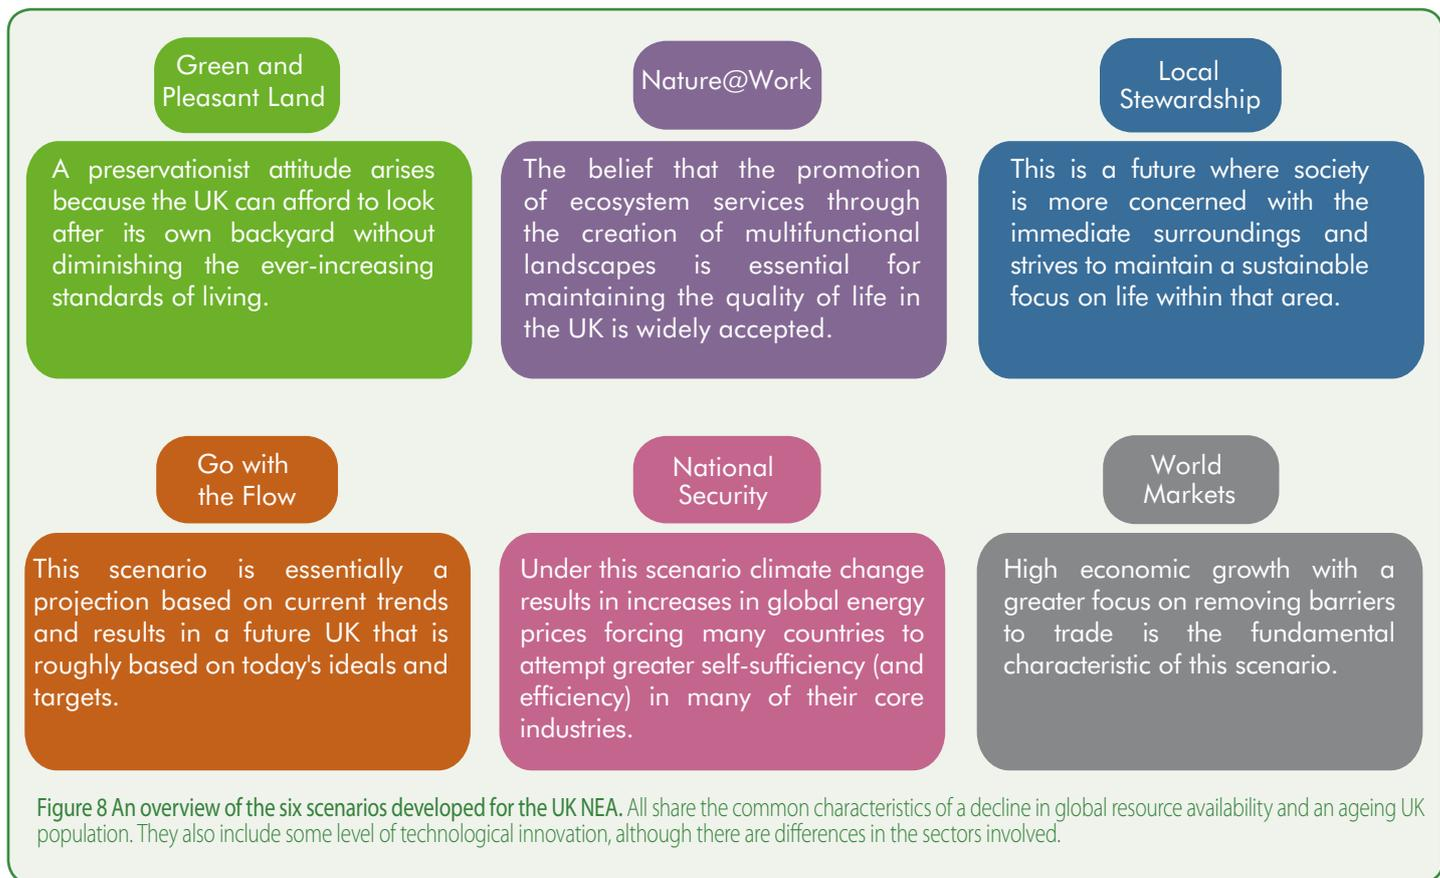 Green and
Pleasant Land
A preservationist attitude arises
because the UK can afford to look
after its own backyard without
diminishing the ever-increasing
standards of living.
Nature@Work
The belief that the promotion
of ecosystem services through
the creation of multifunctional
landscapes is essential for
maintaining the quality of life in
the UK is widely accepted.
Local
Stewardship
This is a future where society
is more concerned with the
immediate surroundings and
strives to maintain a sustainable
focus on life within that area.
Go with
the Flow
This scenario is essentially a
projection based on current trends
and results in a future UK that is
roughly based on today's ideals and
targets.
National
Security
Under this scenario climate change
results in increases in global energy
prices forcing many countries to
attempt greater self-sufficiency (and
efficiency) in many of their core
industries.
World
Markets
High economic growth with a
greater focus on removing barriers
to trade is the fundamental
characteristic of this scenario.
Figure 8 An overview of the six scenarios developed for the UK NEA. All share the common characteristics of a decline in global resource availability and an ageing UK
population. They also include some level of technological innovation, although there are differences in the sectors involved.